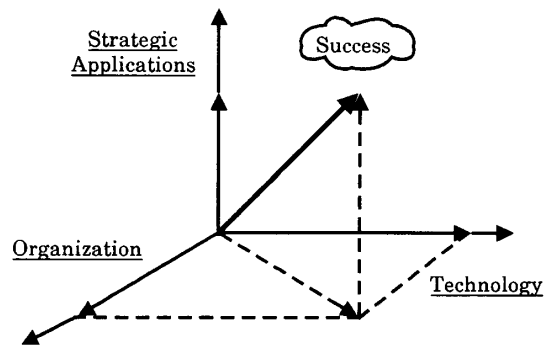 Strategic
Applications
Success
Organization
Technology